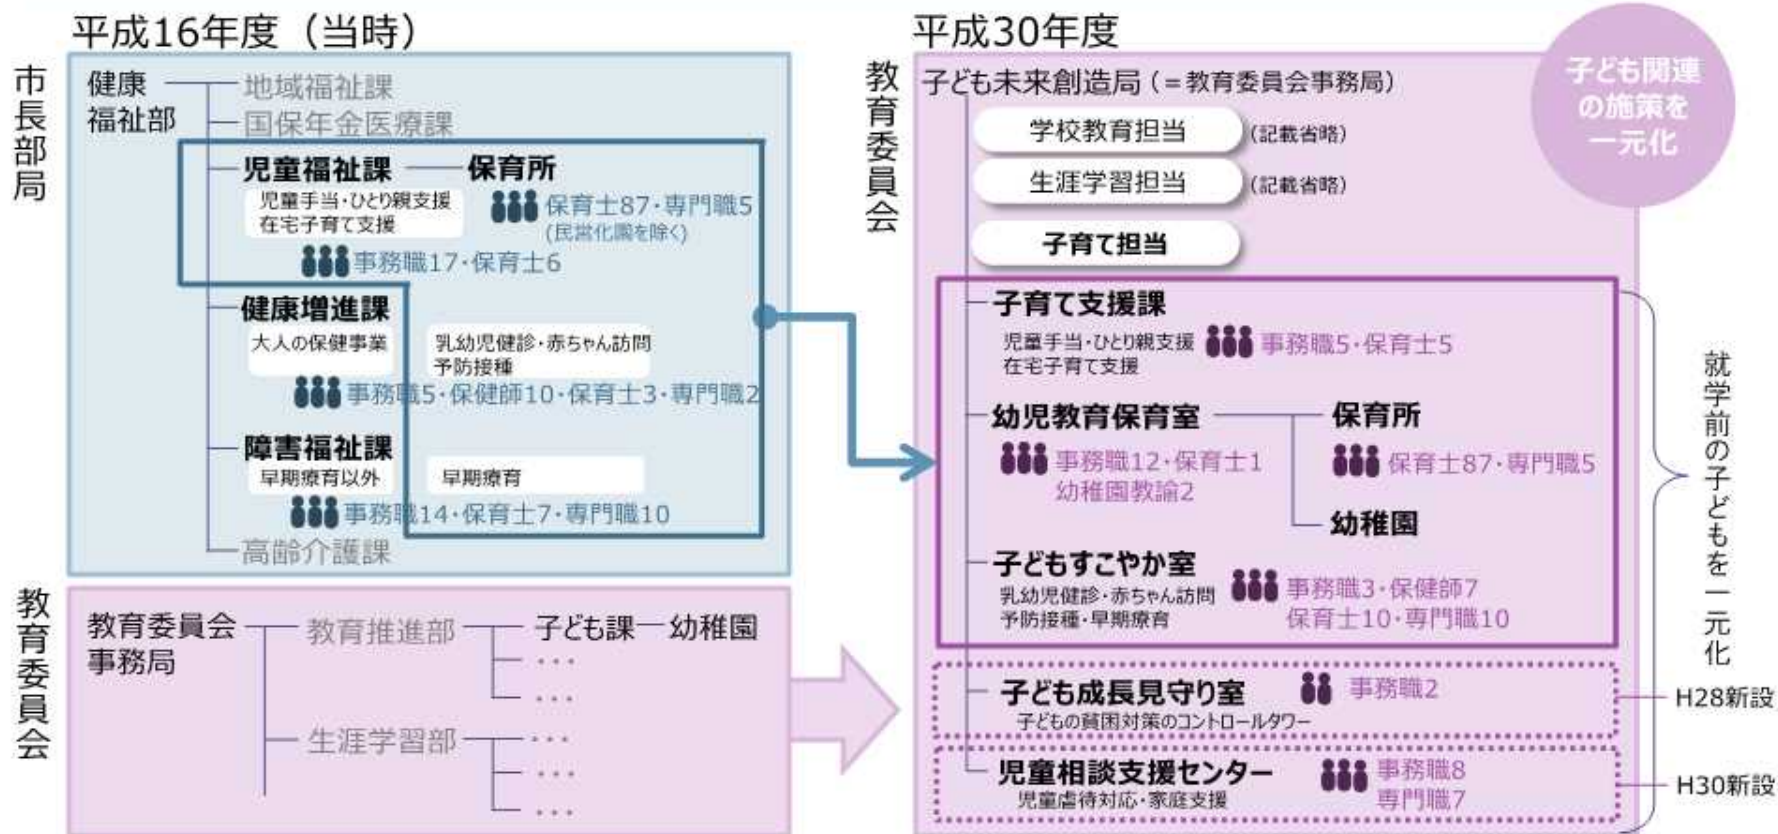 平成16年度（当時）
市長部局
健康
福祉部
地域福祉課
国保年金医療課
児童福祉課
保育所
児童手当・ひとり親支援
在宅子育て支援
保育士87・専門職5
(民営化園を除く)
事務職17・保育士6
健康増進課
大人の保健事業
乳幼児健診・赤ちゃん訪問
予防接種
事務職5・保健師10・保育士3・専門職2
障害福祉課
早期療育以外
早期療育
事務職14・保育士7・専門職10
高齢介護課
教育委員会
教育委員会
事務局
教育推進部
子ども課
幼稚園
・・・
・・・
生涯学習部
・・・
・・・
・・・
平成30年度
教育委員会
子ども未来創造局（＝教育委員会事務局）
子ども関連
の施策を
一元化
学校教育担当
(記載省略)
生涯学習担当
(記載省略)
子育て担当
子育て支援課
児童手当・ひとり親支援
在宅子育て支援
事務職5・保育士5
幼児教育保育室
保育所
事務職12・保育士1
幼稚園教諭2
保育士87・専門職5
幼稚園
子どもすこやか室
乳幼児健診・赤ちゃん訪問
予防接種・早期療育
事務職3・保健師7
保育士10・専門職10
子ども成長見守り室
事務職2
子どもの貧困対策のコントロールタワー
児童相談支援センター
児童虐待対応・家庭支援
事務職8
専門職7
就学前の子どもを一元化
H28新設
H30新設